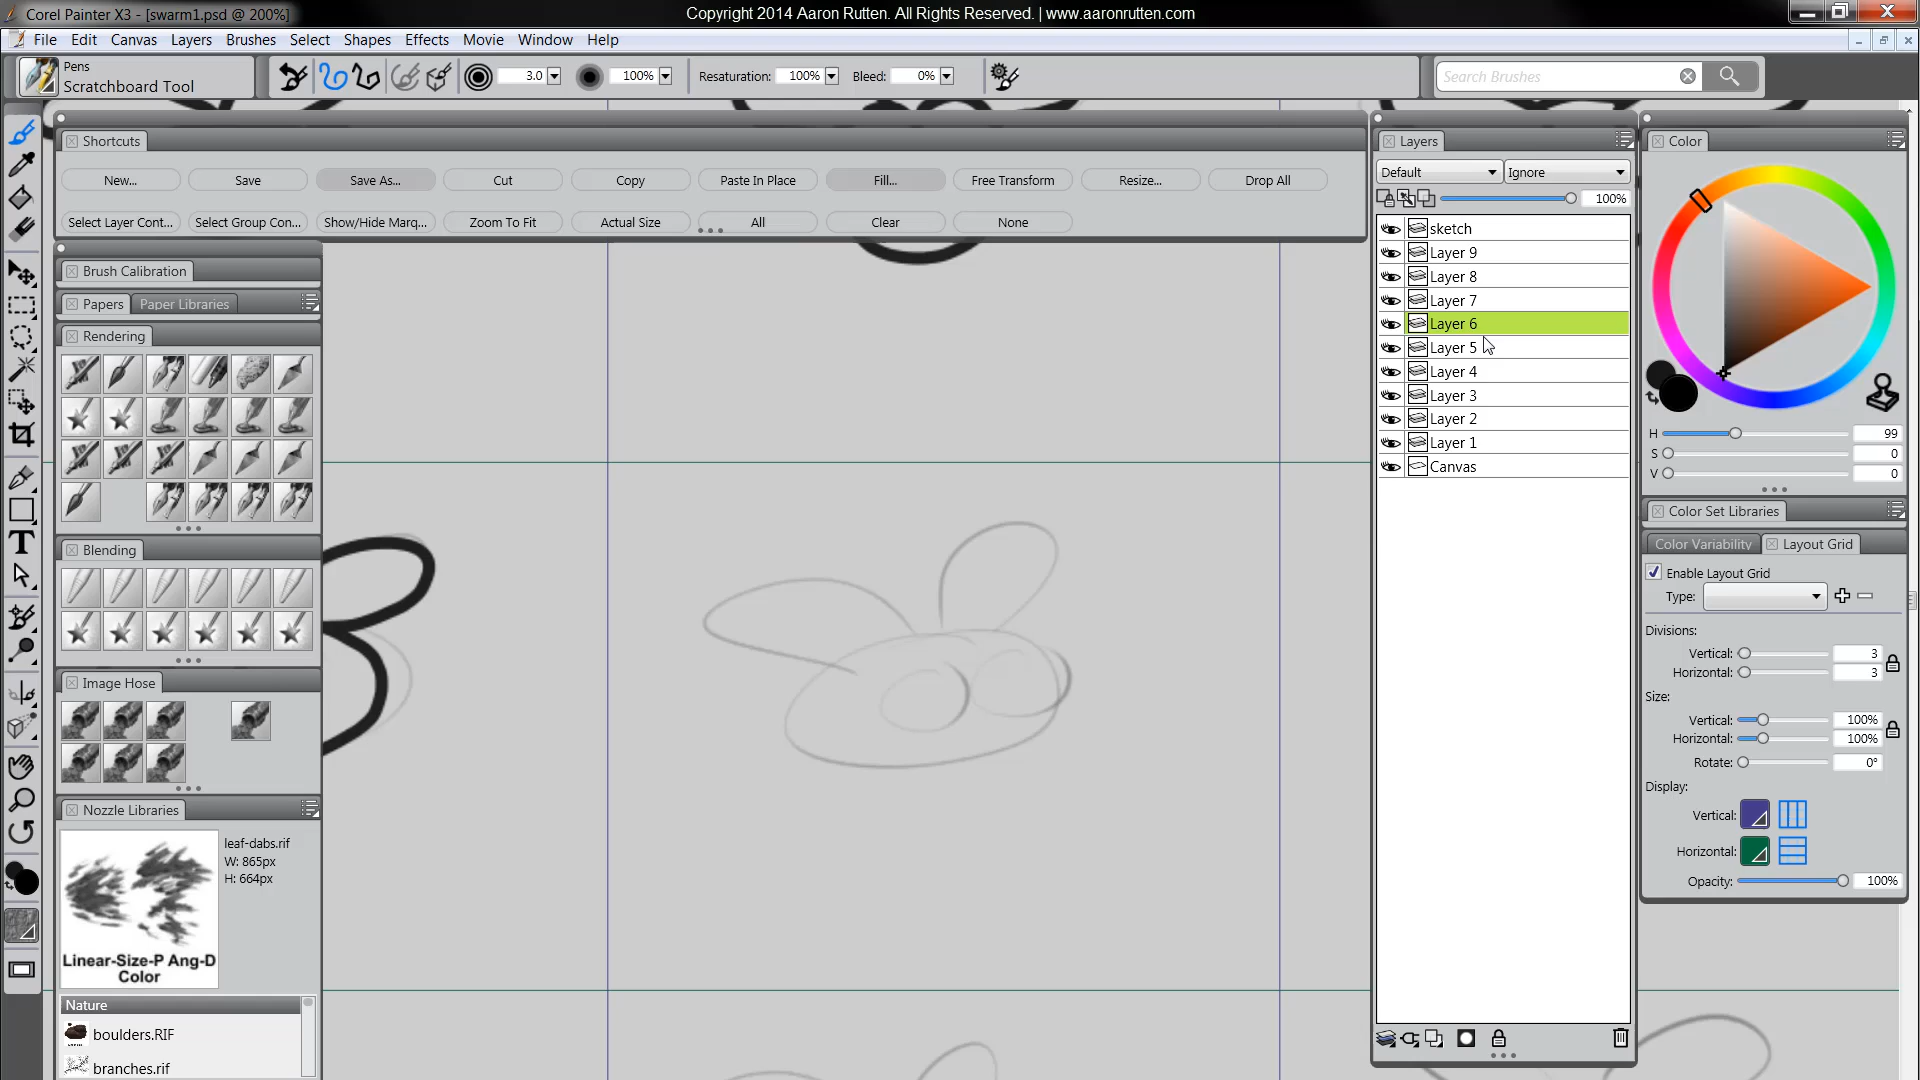 Corel Painter X3 - [swarm1.psd @ 200%]
Copyright 2014 Aaron Rutten. All Rights Reserved. | www.aaronrutten.com
File Edit Canvas Layers Brushes Select Shapes Effects Movie Window Help
Pens
Scratchboard Tool
3.0 100% Resaturation: 100% Bleed: 0%
Search Brushes
Shortcuts
New... Save Save As... Cut Copy Paste In Place Fill... Free Transform Resize... Drop All
Select Layer Cont... Select Group Con... Show/Hide Marq... Zoom To Fit Actual Size All Clear None
Brush Calibration
Papers Paper Libraries
Rendering
Blending
Image Hose
Nozzle Libraries
leaf-dabs.rif
W: 865px
H: 664px
Linear-Size-P Ang-D
Color
Nature
boulders.RIF
branches.rif
Layers
Default Ignore
100%
sketch
Layer 9
Layer 8
Layer 7
Layer 6
Layer 5
Layer 4
Layer 3
Layer 2
Layer 1
Canvas
Color
H 99
S 0
V 0
Color Set Libraries
Color Variability Layout Grid
Enable Layout Grid
Type:
Divisions:
Vertical: 3
Horizontal: 3
Size:
Vertical: 100%
Horizontal: 100%
Rotate: 0°
Display:
Vertical:
Horizontal:
Opacity: 100%